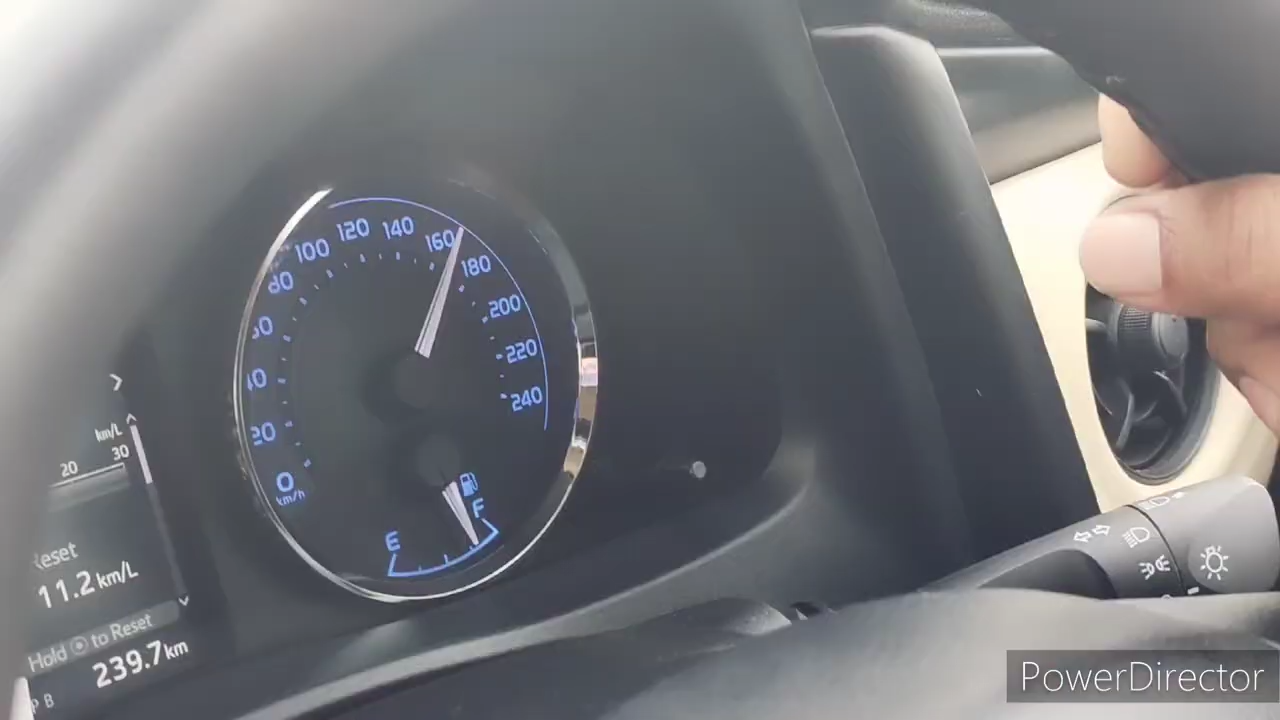 0
km/h
20
40
60
80
100
120
140
160
180
200
220
240
E
F
km/L
20 30
Reset
11.2 km/L
Hold to Reset
239.7 km
B
PowerDirector